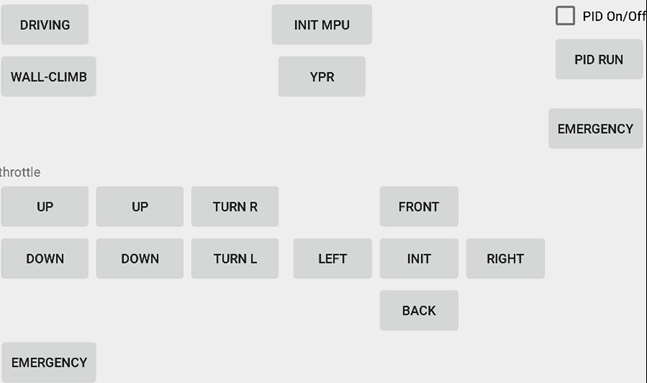 DRIVING INIT MPU PID On/Off
WALL-CLIMB YPR PID RUN
EMERGENCY
throttle
UP UP TURN R FRONT
DOWN DOWN TURN L LEFT INIT RIGHT
BACK
EMERGENCY